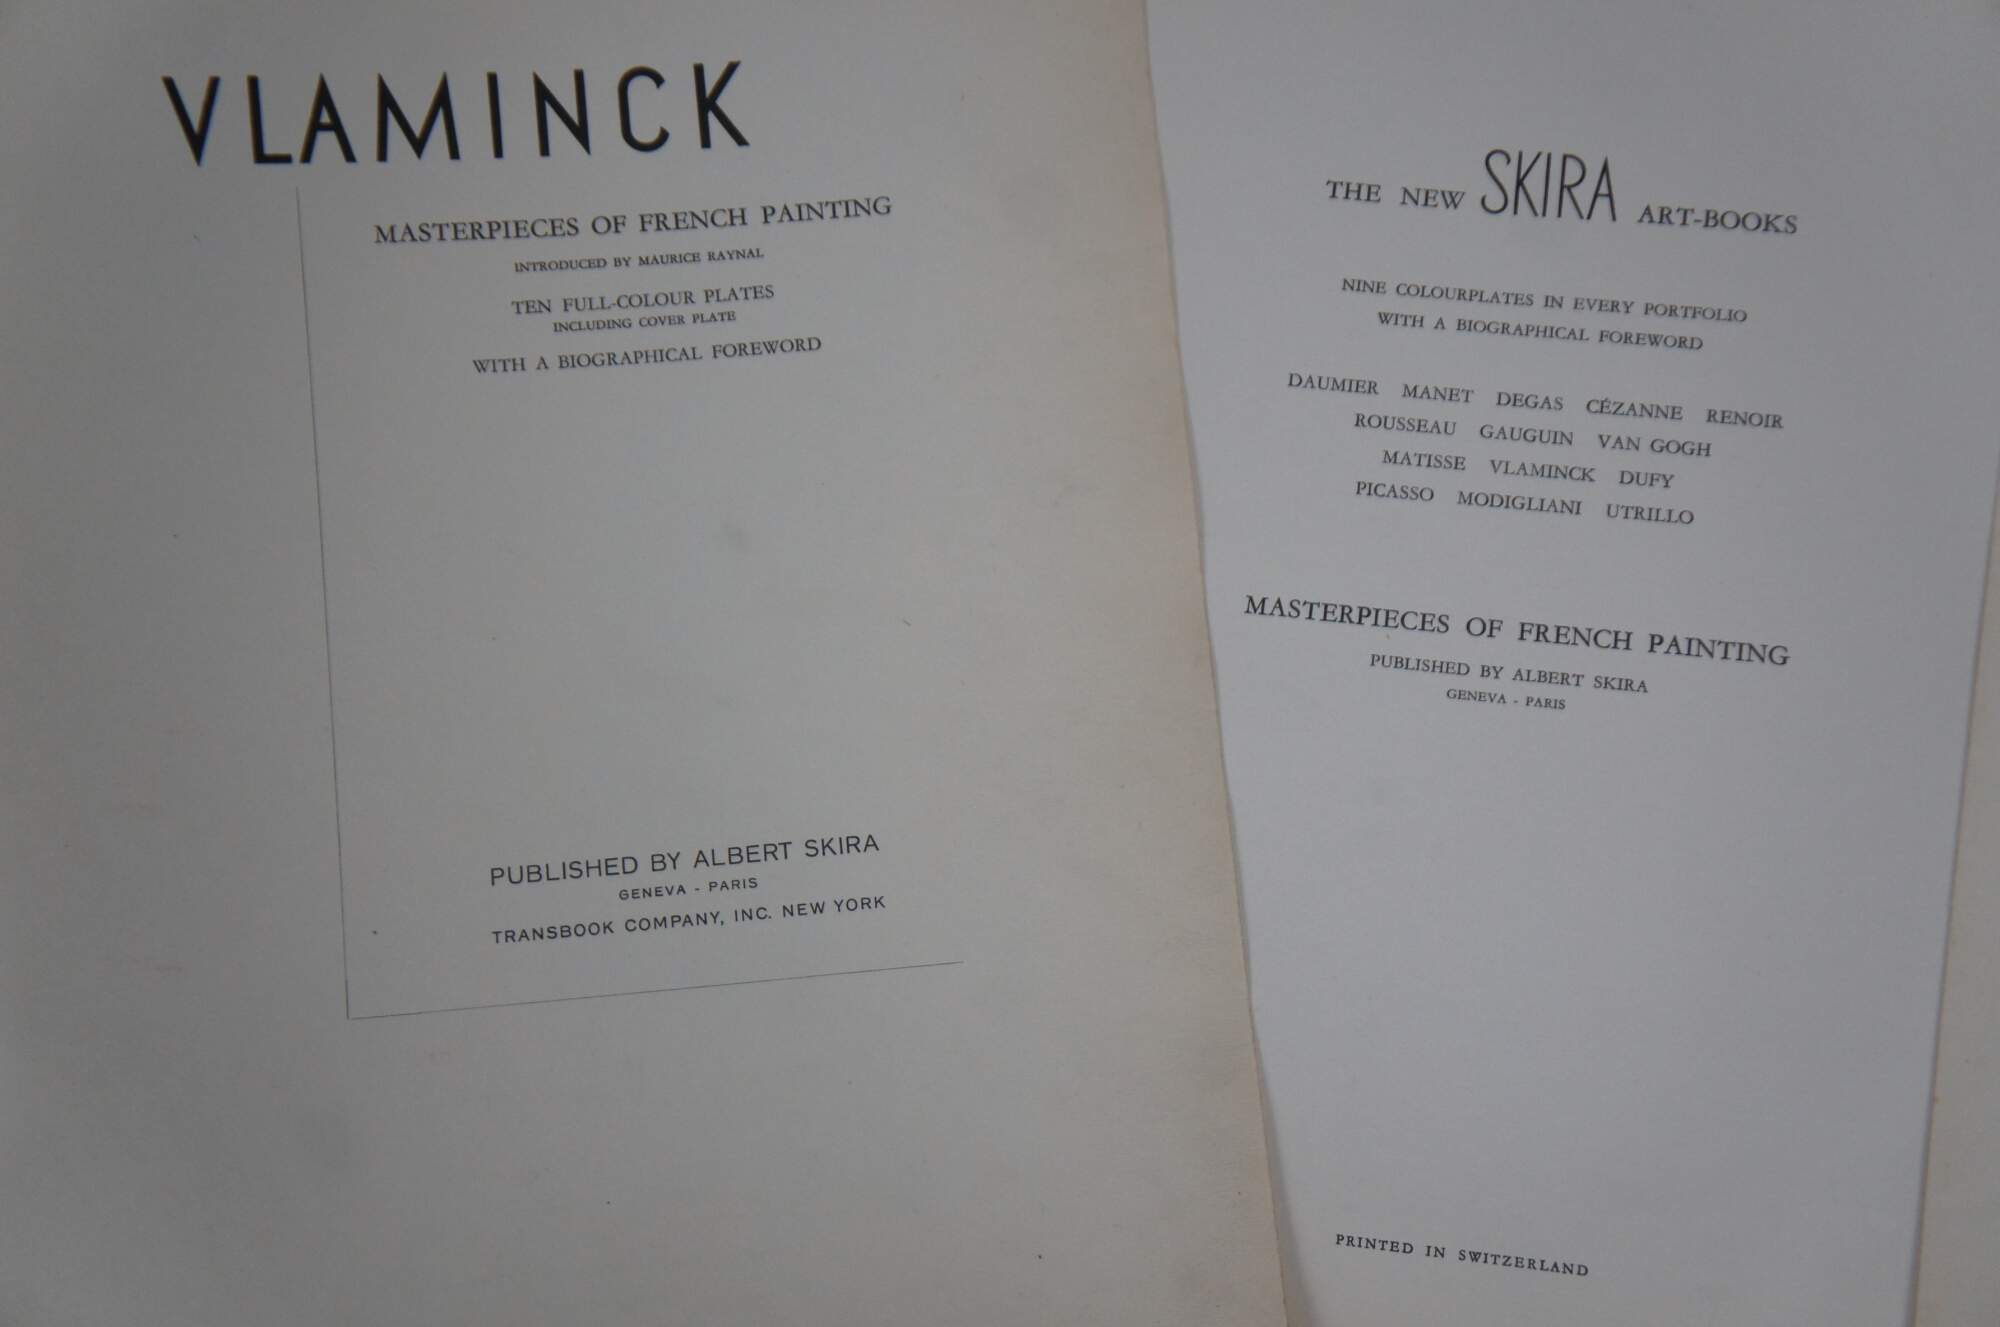 VLAMINCK
MASTERPIECES OF FRENCH PAINTING
INTRODUCED BY MAURICE RAYNAL
TEN FULL-COLOUR PLATES
INCLUDING COVER PLATE
WITH A BIOGRAPHICAL FOREWORD
PUBLISHED BY ALBERT SKIRA
GENEVA - PARIS
TRANSBOOK COMPANY, INC. NEW YORK
THE NEW SKIRA ART-BOOKS
NINE COLOURPLATES IN EVERY PORTFOLIO
WITH A BIOGRAPHICAL FOREWORD
DAUMIER MANET DEGAS CÉZANNE RENOIR
ROUSSEAU GAUGUIN VAN GOGH
MATISSE VLAMINCK DUFY
PICASSO MODIGLIANI UTRILLO
MASTERPIECES OF FRENCH PAINTING
PUBLISHED BY ALBERT SKIRA
GENEVA - PARIS
PRINTED IN SWITZERLAND